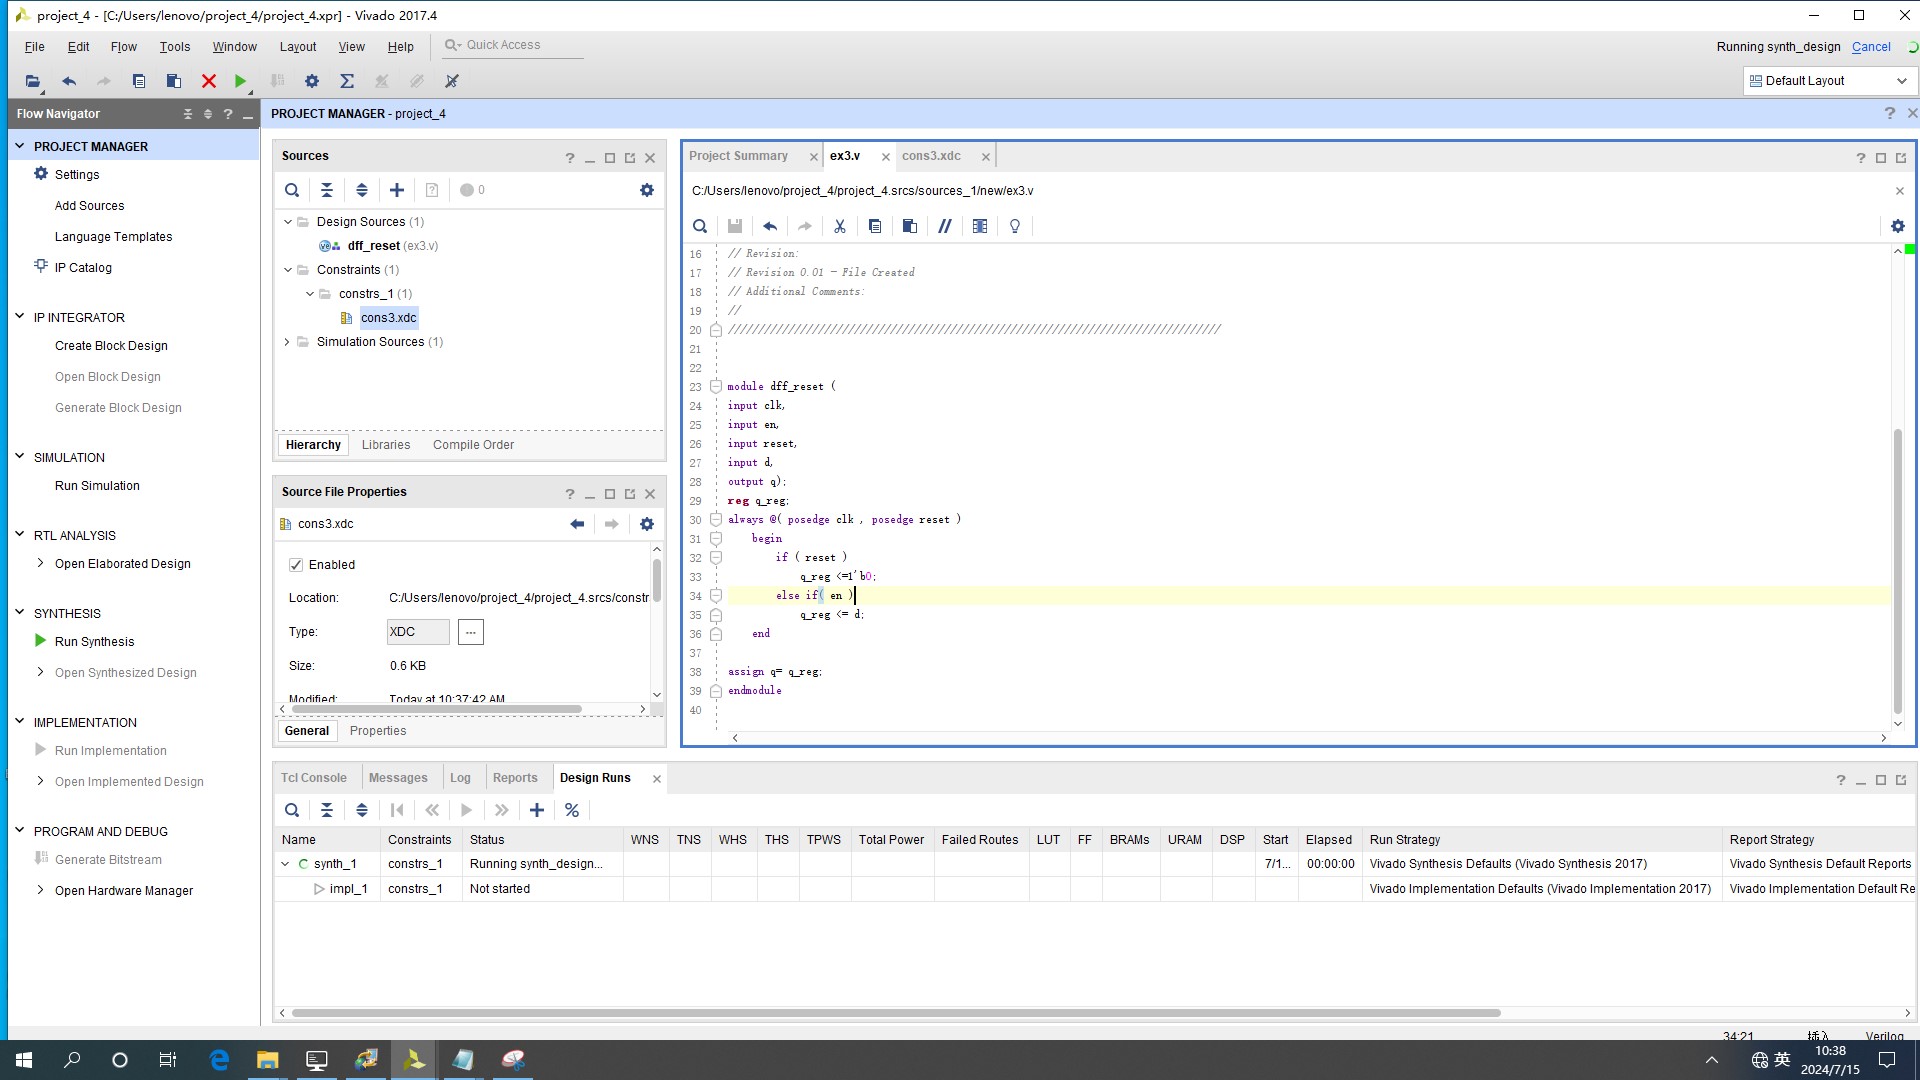 project_4 - [C:/Users/lenovo/project_4/project_4.xpr] - Vivado 2017.4
File Edit Flow Tools Window Layout View Help Quick Access
Running synth_design Cancel
Default Layout
Flow Navigator
PROJECT MANAGER - project_4
PROJECT MANAGER
Settings
Add Sources
Language Templates
IP Catalog
IP INTEGRATOR
Create Block Design
Open Block Design
Generate Block Design
SIMULATION
Run Simulation
RTL ANALYSIS
Open Elaborated Design
SYNTHESIS
Run Synthesis
Open Synthesized Design
IMPLEMENTATION
Run Implementation
Open Implemented Design
PROGRAM AND DEBUG
Generate Bitstream
Open Hardware Manager
Sources
0
Design Sources (1)
dff_reset (ex3.v)
Constraints (1)
constrs_1 (1)
cons3.xdc
Simulation Sources (1)
Hierarchy Libraries Compile Order
Source File Properties
cons3.xdc
Enabled
Location: C:/Users/lenovo/project_4/project_4.srcs/constr
Type: XDC ...
Size: 0.6 KB
Modified: Today at 10:37:42 AM
General Properties
Project Summary ex3.v cons3.xdc
C:/Users/lenovo/project_4/project_4.srcs/sources_1/new/ex3.v
16 // Revision:
17 // Revision 0.01 - File Created
18 // Additional Comments:
19 //
20 //////////////////////////////////////////////////////////////////////////////////
21
22
23 module dff_reset (
24 input clk,
25 input en,
26 input reset,
27 input d,
28 output q);
29 reg q_reg;
30 always @( posedge clk , posedge reset )
31 begin
32 if ( reset )
33 q_reg <=1'b0;
34 else if( en )
35 q_reg <= d;
36 end
37
38 assign q= q_reg;
39 endmodule
40
Tcl Console Messages Log Reports Design Runs
Name Constraints Status WNS TNS WHS THS TPWS Total Power Failed Routes LUT FF BRAMs URAM DSP Start Elapsed Run Strategy Report Strategy
synth_1 constrs_1 Running synth_design... 7/1... 00:00:00 Vivado Synthesis Defaults (Vivado Synthesis 2017) Vivado Synthesis Default Reports
impl_1 constrs_1 Not started Vivado Implementation Defaults (Vivado Implementation 2017) Vivado Implementation Default Re
34:21 插入 Verilog
英
10:38
2024/7/15